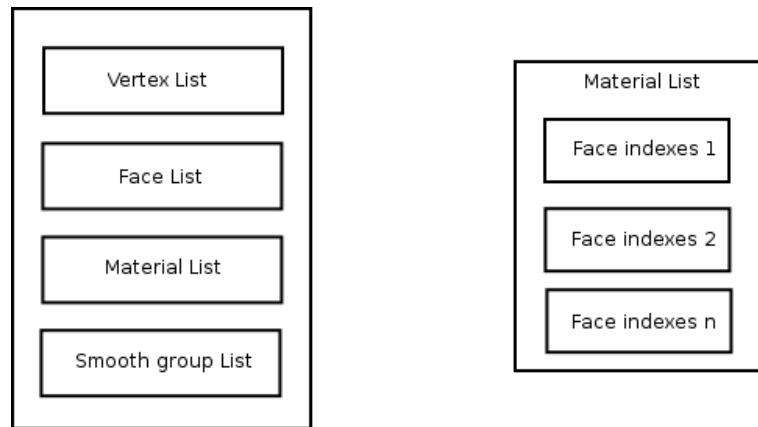 Vertex List
Face List
Material List
Smooth group List
Material List
Face indexes 1
Face indexes 2
Face indexes n